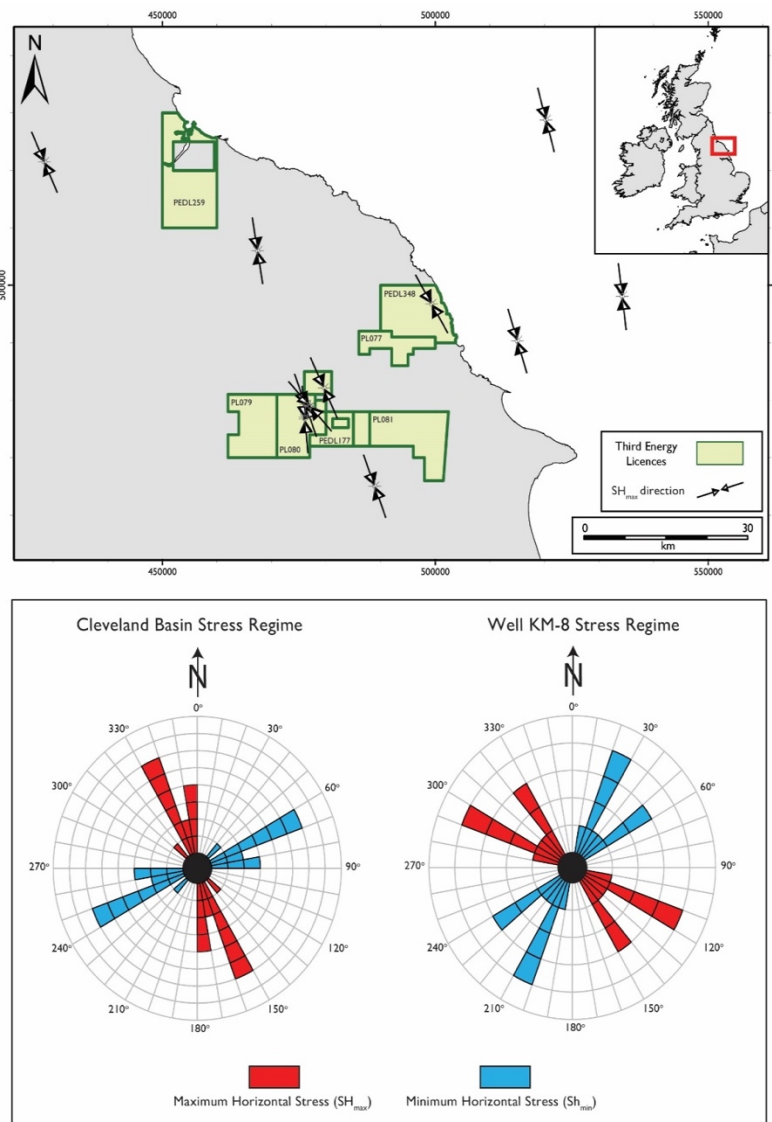 450000 500000 550000
N
PEDL259
500000
500000
PEDL348
PL077
PL079
PL081
PEDL177
PL080
Third Energy
Licences
SHmax direction
0 30
km
450000 500000 550000
Cleveland Basin Stress Regime
N
0°
30°
60°
90°
120°
150°
180°
210°
240°
270°
300°
330°
Well KM-8 Stress Regime
N
0°
30°
60°
90°
120°
150°
180°
210°
240°
270°
300°
330°
Maximum Horizontal Stress (SHmax)
Minimum Horizontal Stress (Shmin)